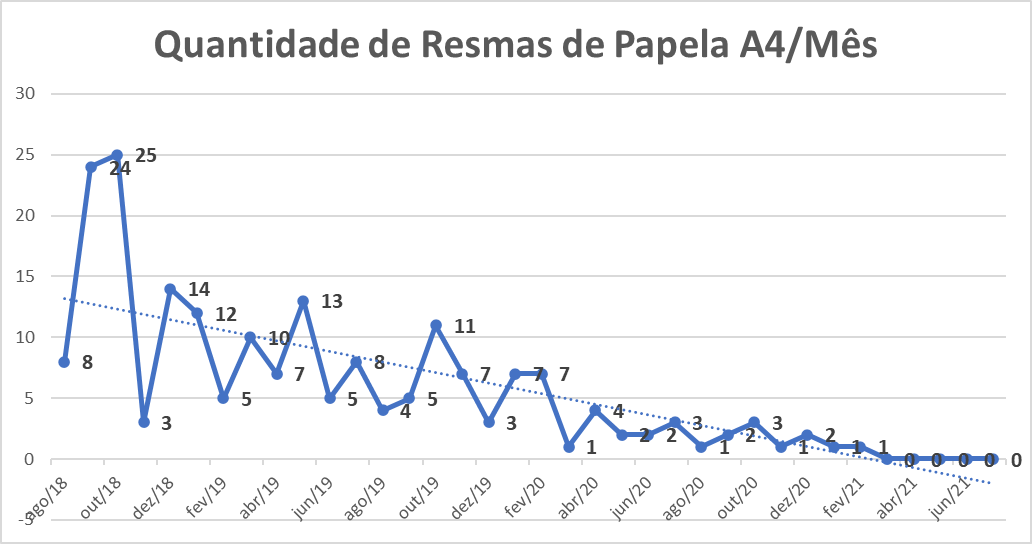 Quantidade de Resmas de Papela A4/Mês
30
25
20
15
10
5
0
-5
8
24
25
3
14
12
5
10
7
13
5
8
4
5
11
7
3
7
7
1
4
2
2
3
1
2
3
1
2
1
1
0
0
0
0
0
ago/18
out/18
dez/18
fev/19
abr/19
jun/19
ago/19
out/19
dez/19
fev/20
abr/20
jun/20
ago/20
out/20
dez/20
fev/21
abr/21
jun/21